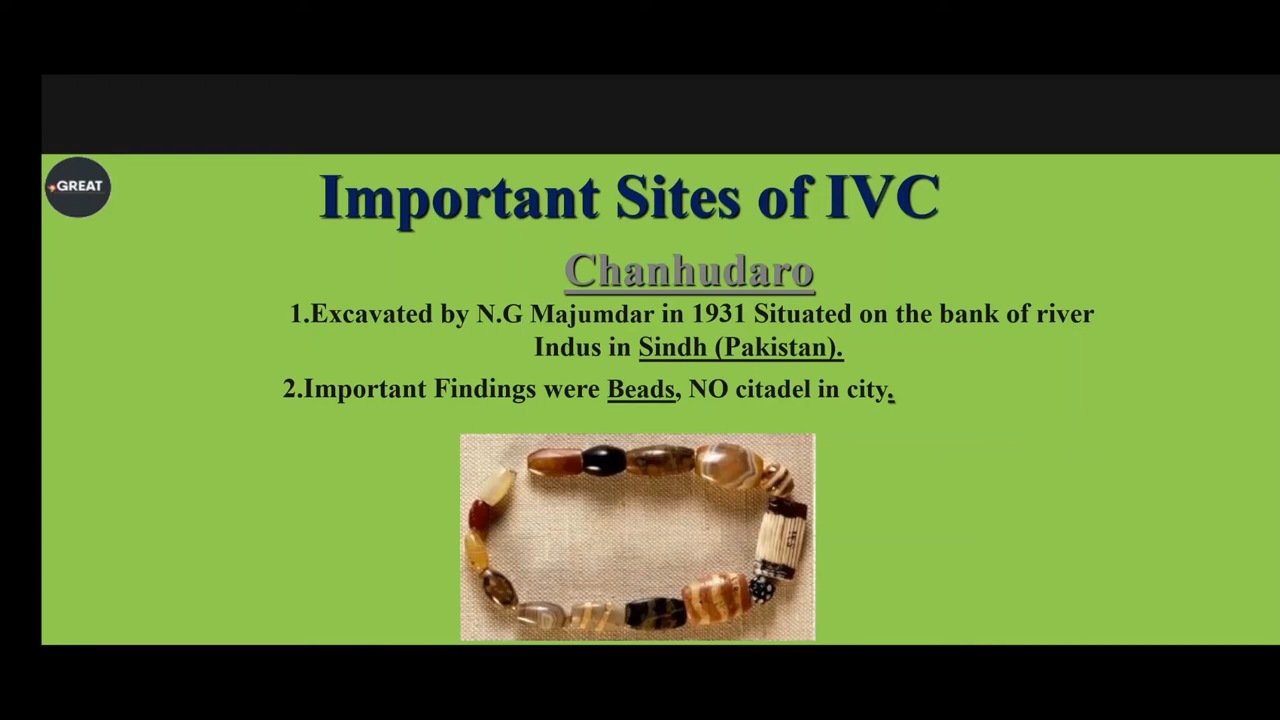 GREAT
Important Sites of IVC
Chanhudaro
1.Excavated by N.G Majumdar in 1931 Situated on the bank of river
Indus in Sindh (Pakistan).
2.Important Findings were Beads, NO citadel in city.